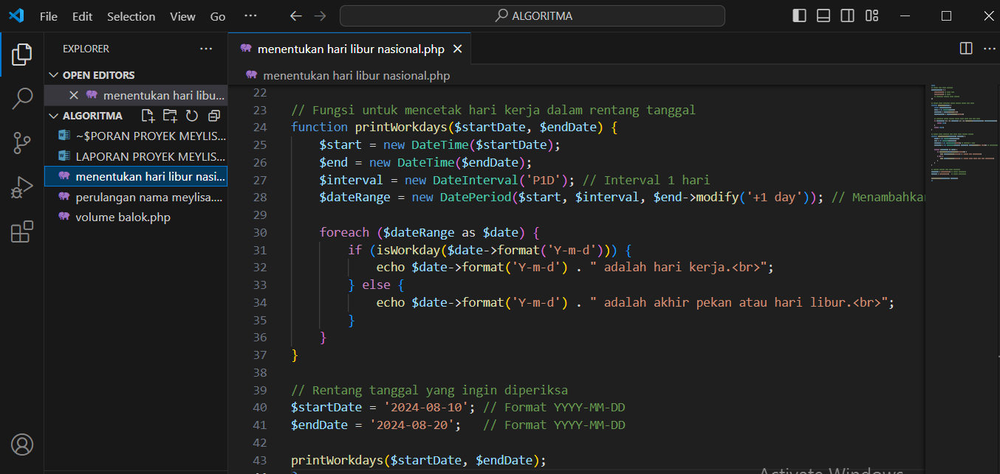 File Edit Selection View Go ··· ALGORITMA
EXPLORER ···
OPEN EDITORS
menentukan hari libu...
ALGORITMA
~$PORAN PROYEK MEYLIS...
LAPORAN PROYEK MEYLIS...
menentukan hari libur nasi...
perulangan nama meylisa....
volume balok.php
menentukan hari libur nasional.php
menentukan hari libur nasional.php
22
23 // Fungsi untuk mencetak hari kerja dalam rentang tanggal
24 function printWorkdays($startDate, $endDate) {
25 $start = new DateTime($startDate);
26 $end = new DateTime($endDate);
27 $interval = new DateInterval('P1D'); // Interval 1 hari
28 $dateRange = new DatePeriod($start, $interval, $end->modify('+1 day')); // Menambahkan
29
30 foreach ($dateRange as $date) {
31 if (isWorkday($date->format('Y-m-d'))) {
32 echo $date->format('Y-m-d') . " adalah hari kerja.<br>";
33 } else {
34 echo $date->format('Y-m-d') . " adalah akhir pekan atau hari libur.<br>";
35 }
36 }
37 }
38
39 // Rentang tanggal yang ingin diperiksa
40 $startDate = '2024-08-10'; // Format YYYY-MM-DD
41 $endDate = '2024-08-20'; // Format YYYY-MM-DD
42
43 printWorkdays($startDate, $endDate);
Activate Windows